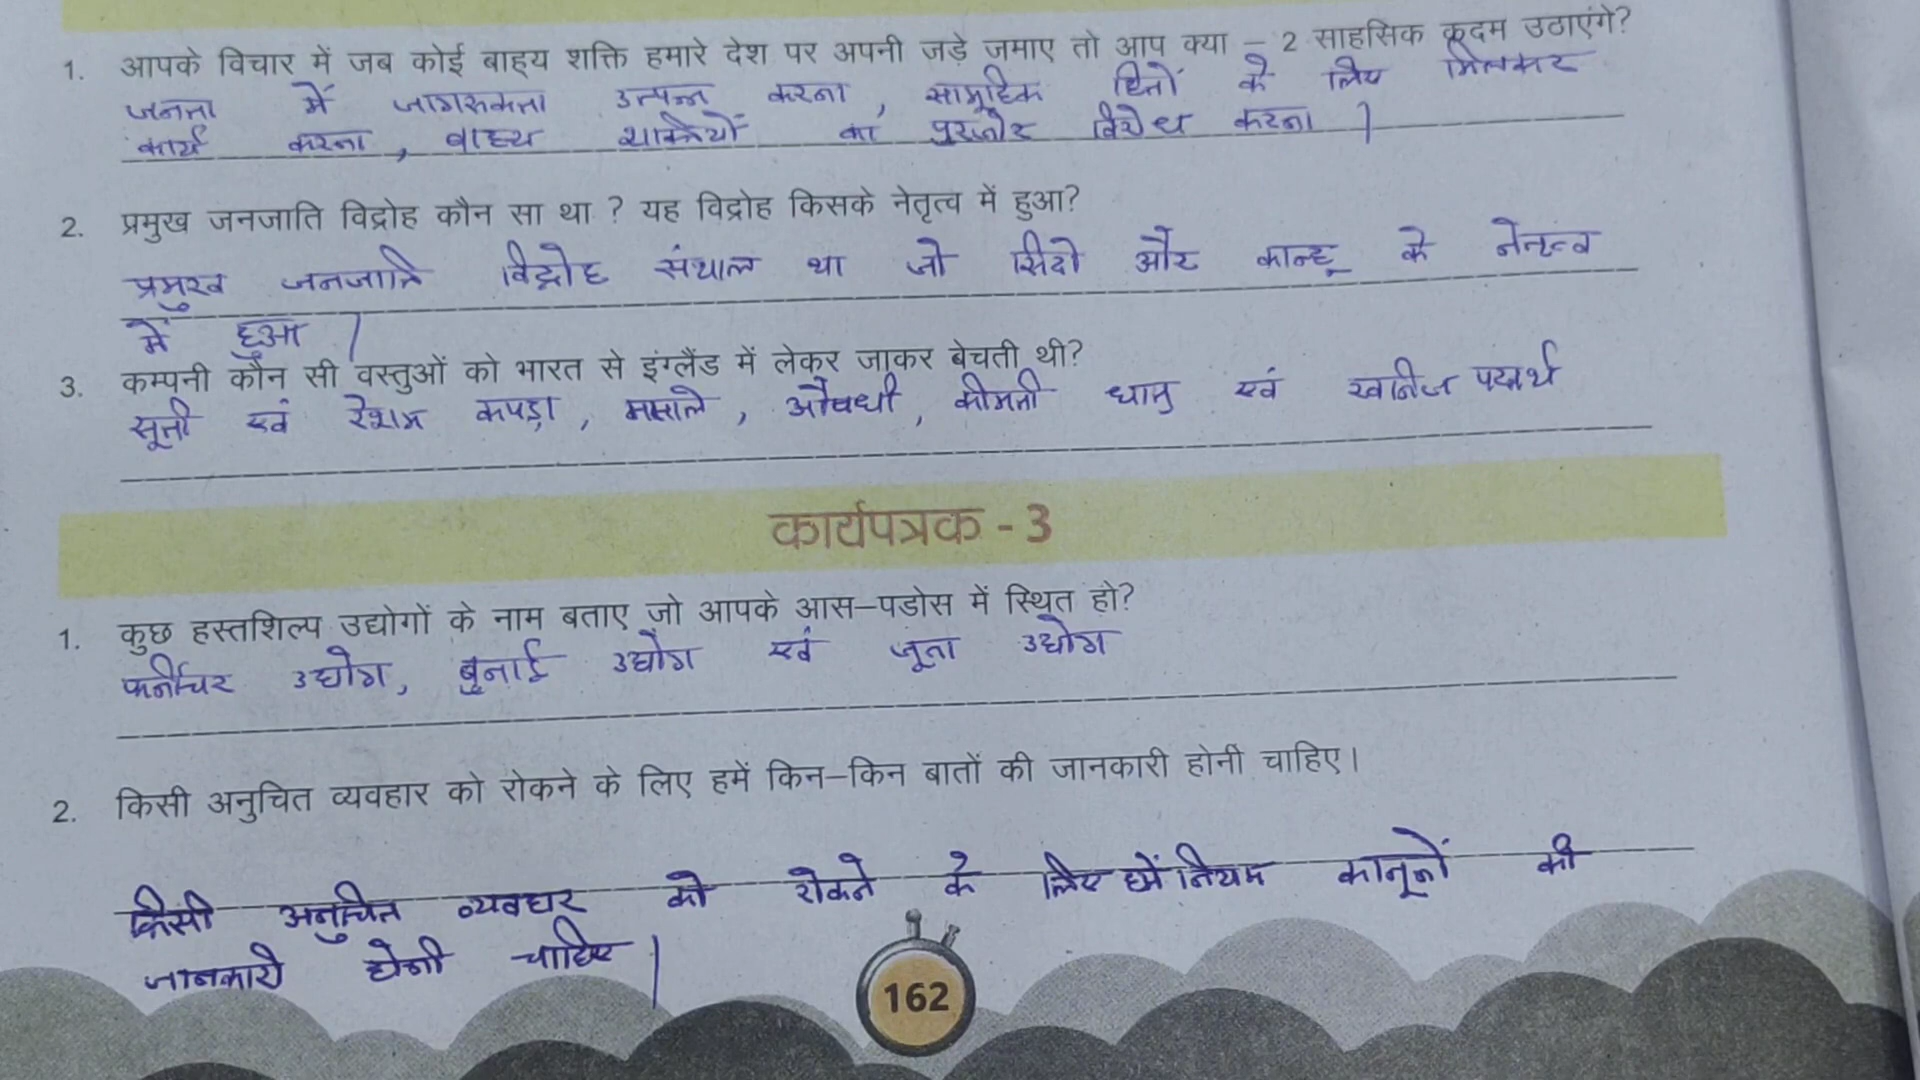 1. आपके विचार में जब कोई बाह्य शक्ति हमारे देश पर अपनी जड़े जमाए तो आप क्या – 2 साहसिक क़दम उठाएंगे?
जनता में जागरुकता उत्पन्न करना , सामूहिक हितों के लिय मिलकर
कार्य करना , बाह्य शक्तियों का पुरजोर विरोध करना ।
2. प्रमुख जनजाति विद्रोह कौन सा था ? यह विद्रोह किसके नेतृत्व में हुआ?
प्रमुख जनजाति विद्रोह संथाल था जो सिदो और कान्हू के नेतृत्व
में हुआ ।
3. कम्पनी कौन सी वस्तुओं को भारत से इंग्लैंड में लेकर जाकर बेचती थी?
सूती एवं रेशम कपड़ा , मसाले , औषधी , कीमती धातु एवं खनिज पदार्थ
कार्यपत्रक - 3
1. कुछ हस्तशिल्प उद्योगों के नाम बताए जो आपके आस–पडोस में स्थित हो?
फर्नीचर उद्योग , बुनाई उद्योग एवं जूता उद्योग
2. किसी अनुचित व्यवहार को रोकने के लिए हमें किन–किन बातों की जानकारी होनी चाहिए।
किसी अनुचित व्यवहार को रोकने के लिए हमें नियम कानूनों की
जानकारी होनी चाहिए ।
162